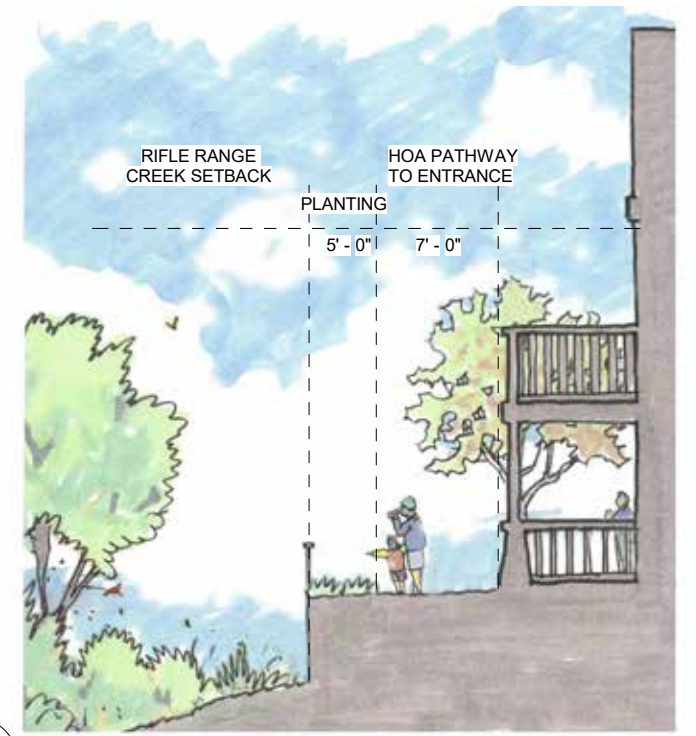 RIFLE RANGE
CREEK SETBACK
HOA PATHWAY
TO ENTRANCE
PLANTING
5' - 0"
7' - 0"